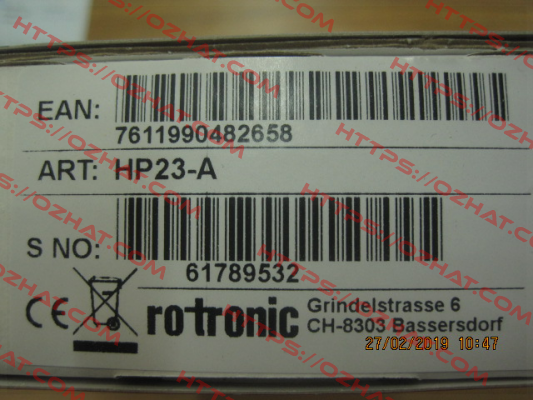 EAN:
7611990482658
ART: HP23-A
S NO:
61789532
CE rotronic Grindelstrasse 6
CH-8303 Bassersdorf
27/02/2019 10:47
HTTPS://OZHAT.COM